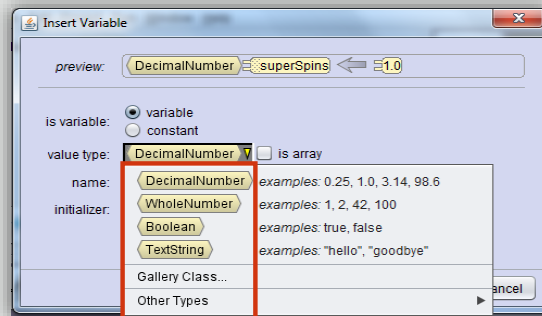 Insert Variable
preview: DecimalNumber superSpins 1.0
is variable: variable
constant
value type: DecimalNumber is array
name: DecimalNumber examples: 0.25, 1.0, 3.14, 98.6
initializer: WholeNumber examples: 1, 2, 42, 100
Boolean examples: true, false
TextString examples: "hello", "goodbye"
Gallery Class...
Other Types
ancel